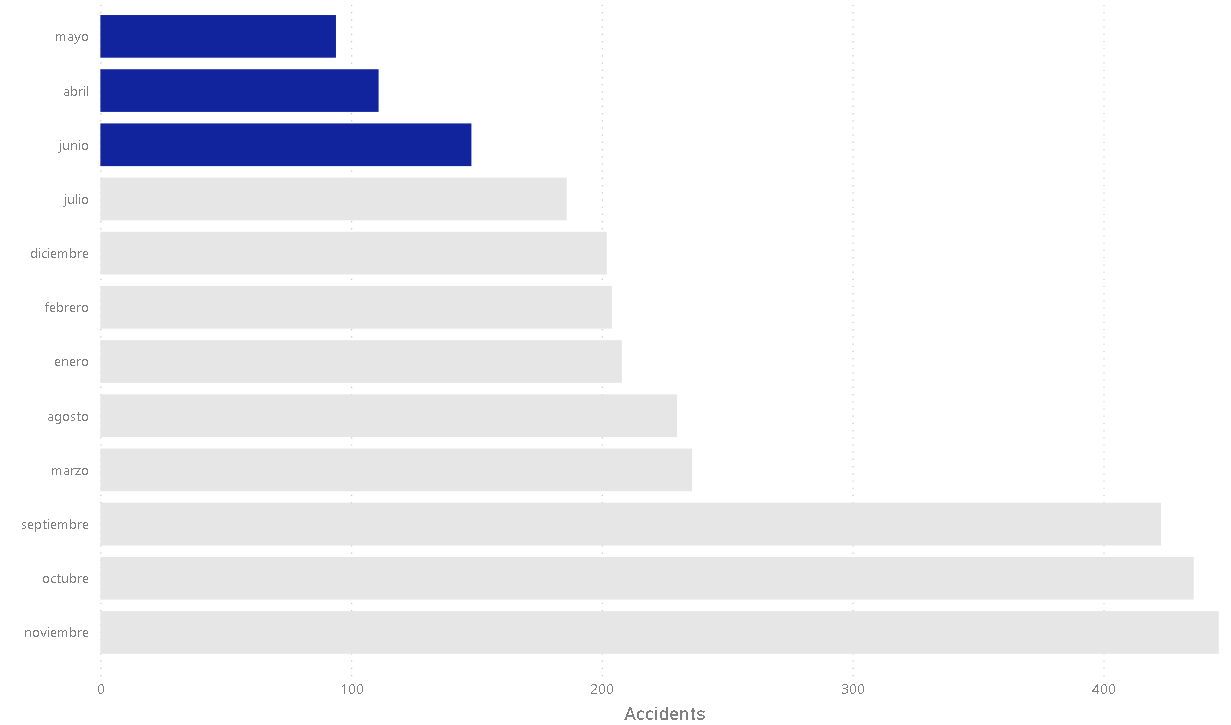 mayo
abril
junio
julio
diciembre
febrero
enero
agosto
marzo
septiembre
octubre
noviembre
0 100 200 300 400
Accidents